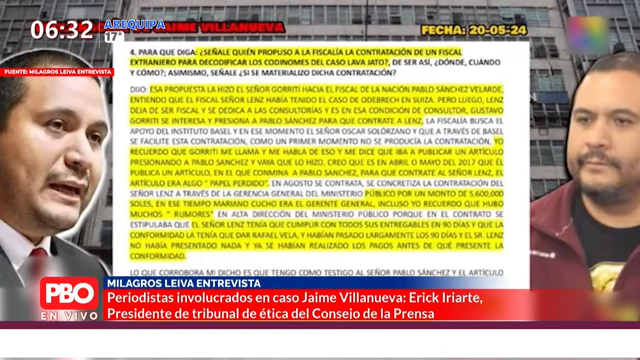 06:32
AREQUIPA
17°
JAIME VILLANUEVA
FECHA: 20-05-24
Willax
FUENTE: MILAGROS LEIVA ENTREVISTA
4. PARA QUE DIGA: ¿SEÑALE QUIÉN PROPUSO A LA FISCALÍA LA CONTRATACIÓN DE UN FISCAL
EXTRANJERO PARA DECODIFICAR LOS CODINOMES DEL CASO LAVA JATO?, DE SER ASÍ, ¿DÓNDE, CUÁNDO
Y CÓMO?; ASIMISMO, SEÑALE ¿SI SE MATERIALIZO DICHA CONTRATACIÓN?
DIJO: ESA PROPUESTA LA HIZO EL SEÑOR GORRITI HACIA EL FISCAL DE LA NACIÓN PABLO SÁNCHEZ VELARDE,
ENTIENDO QUE EL FISCAL SEÑOR LENZ HABÍA TENIDO EL CASO DE ODEBRECH EN SUIZA. PERO LUEGO, LENZ
DEJA DE SER FISCAL Y SE DEDICA A LAS CONSULTORÍAS Y ES EN ESA CONDICIÓN DE CONSULTOR, GUSTAVO
GORRITI SE INTERESA Y PRESIONA A PABLO SÁNCHEZ PARA QUE CONTRATE A LENZ, LA FISCALÍA BUSCA EL
APOYO DEL INSTITUTO BASEL Y EN ESE MOMENTO EL SEÑOR OSCAR SOLÓRZANO Y QUE A TRAVÉS DE BASEL
SE FACILITE ESTA CONTRATACIÓN, COMO UN PRIMER MOMENTO NO SE PRODUCÍA LA CONTRATACIÓN. YO
RECUERDO QUE GORRITI ME LLAMA Y ME HABLA DE ESO Y ME DICE QUE IBA A PUBLICAR UN ARTÍCULO
PRESIONANDO A PABLO SÁNCHEZ Y VAYA QUE LO HIZO, CREO QUE ES EN ABRIL O MAYO DEL 2017 QUE ÉL
PUBLICA UN ARTÍCULO, EN EL QUE CONMINA A PABLO SÁNCHEZ, PARA QUE CONTRATE AL SEÑOR LENZ, EL
ARTÍCULO ERA ALGO "PAPEL PERDIDO", EN AGOSTO SE CONTRATA, SE CONCRETIZA LA CONTRATACIÓN
DEL SEÑOR LENZ A TRAVÉS DE LA GERENCIA GENERAL DEL MINISTERIO PÚBLICO POR UN MONTO DE S.600,000
SOLES, EN ESE TIEMPO MARIANO CUCHO ERA EL GERENTE GENERAL, INCLUSO YO RECUERDO QUE HUBO
MUCHOS "RUMORES" EN ALTA DIRECCIÓN DEL MINISTERIO PÚBLICO PORQUE EN EL CONTRATO SE
ESTIPULABA QUE EL SEÑOR LENZ TENÍA QUE CUMPLIR CON TODOS SUS ENTREGABLES EN 90 DÍAS Y QUE LA
CONFORMIDAD LA TENÍA QUE DAR RAFAEL VELA, Y HABÍAN PASADO LARGAMENTE LOS 90 DÍAS Y EL SR. LENZ
NO HABÍA PRESENTADO NADA Y YA SE HABÍAN REALIZADO LOS PAGOS ANTES DE QUÉ PRESENTE LA
CONFORMIDAD.
LO QUE CORROBORA MI DICHO ES QUE TENGO COMO TESTIGO AL SEÑOR PABLO SÁNCHEZ Y EL ARTÍCULO
PBO
EN VIVO
MILAGROS LEIVA ENTREVISTA
Periodistas involucrados en caso Jaime Villanueva: Erick Iriarte,
Presidente de tribunal de ética del Consejo de la Prensa